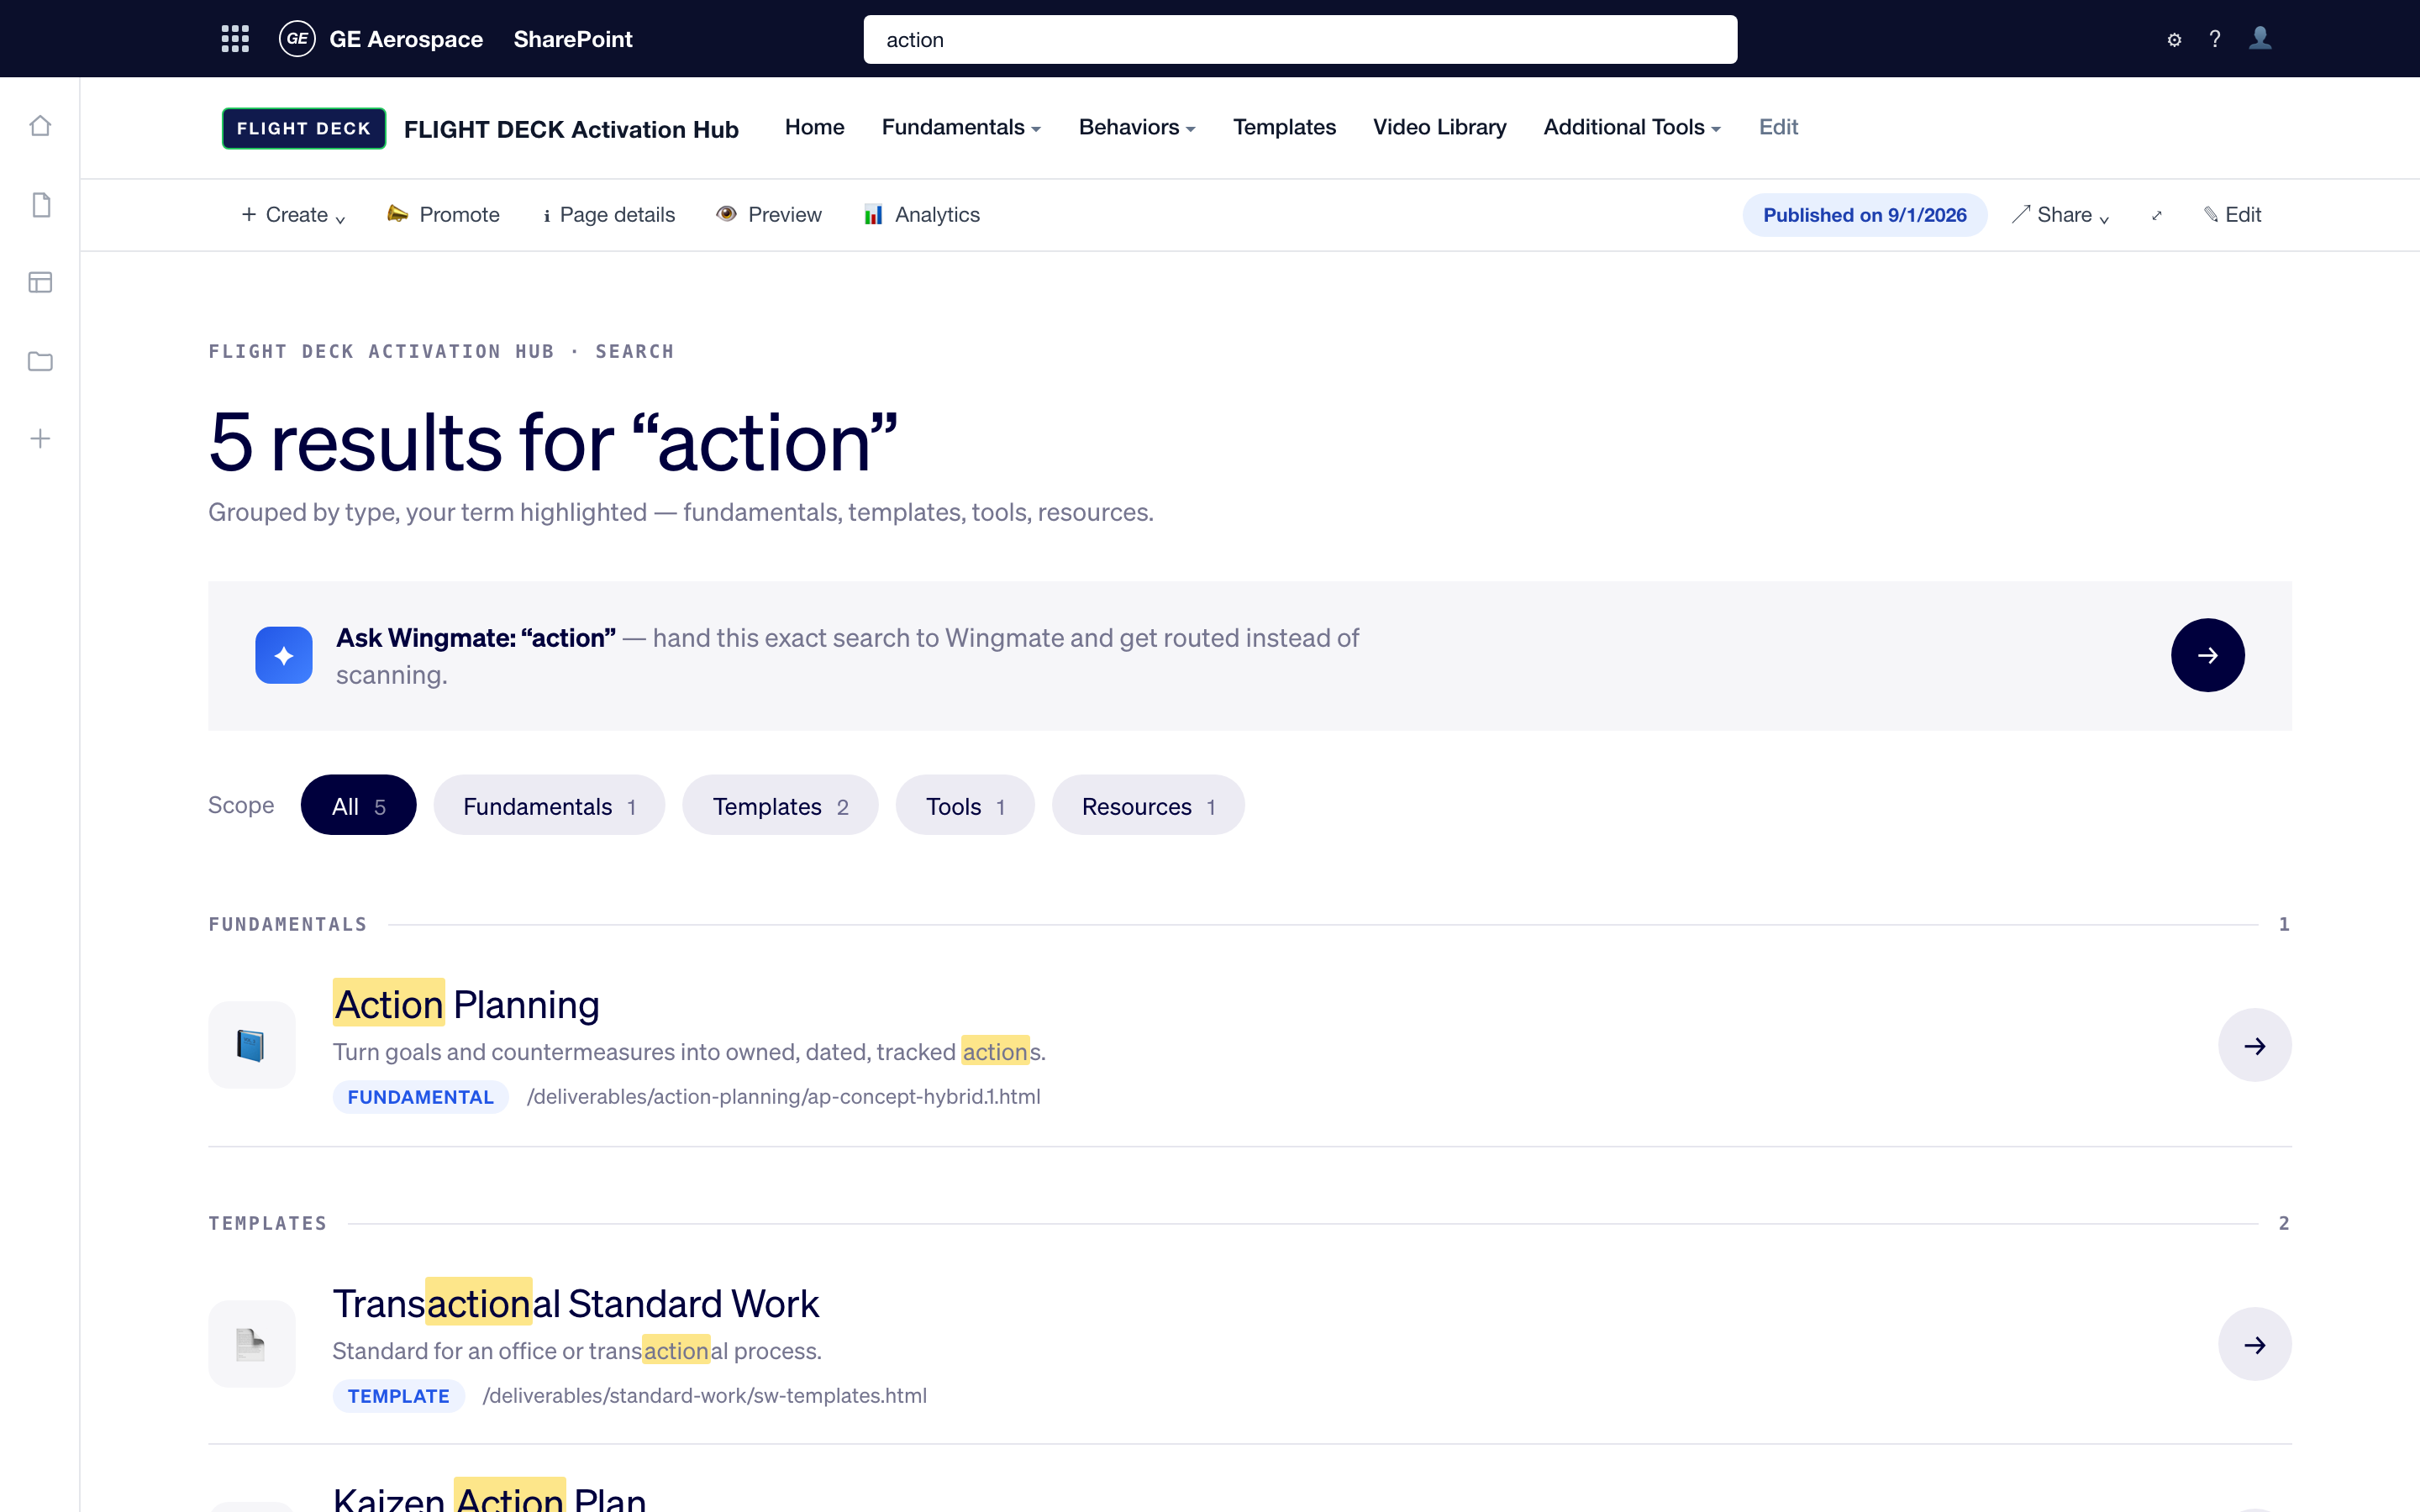 GE GE Aerospace SharePoint action ?
FLIGHT DECK FLIGHT DECK Activation Hub Home Fundamentals Behaviors Templates Video Library Additional Tools Edit
+ Create Promote i Page details Preview Analytics Published on 9/1/2026 Share Edit
FLIGHT DECK ACTIVATION HUB · SEARCH
5 results for “action”
Grouped by type, your term highlighted — fundamentals, templates, tools, resources.
Ask Wingmate: “action” — hand this exact search to Wingmate and get routed instead of
scanning.
Scope All 5 Fundamentals 1 Templates 2 Tools 1 Resources 1
FUNDAMENTALS 1
Action Planning
Turn goals and countermeasures into owned, dated, tracked actions.
FUNDAMENTAL /deliverables/action-planning/ap-concept-hybrid.1.html
TEMPLATES 2
Transactional Standard Work
Standard for an office or transactional process.
TEMPLATE /deliverables/standard-work/sw-templates.html
Kaizen Action Plan